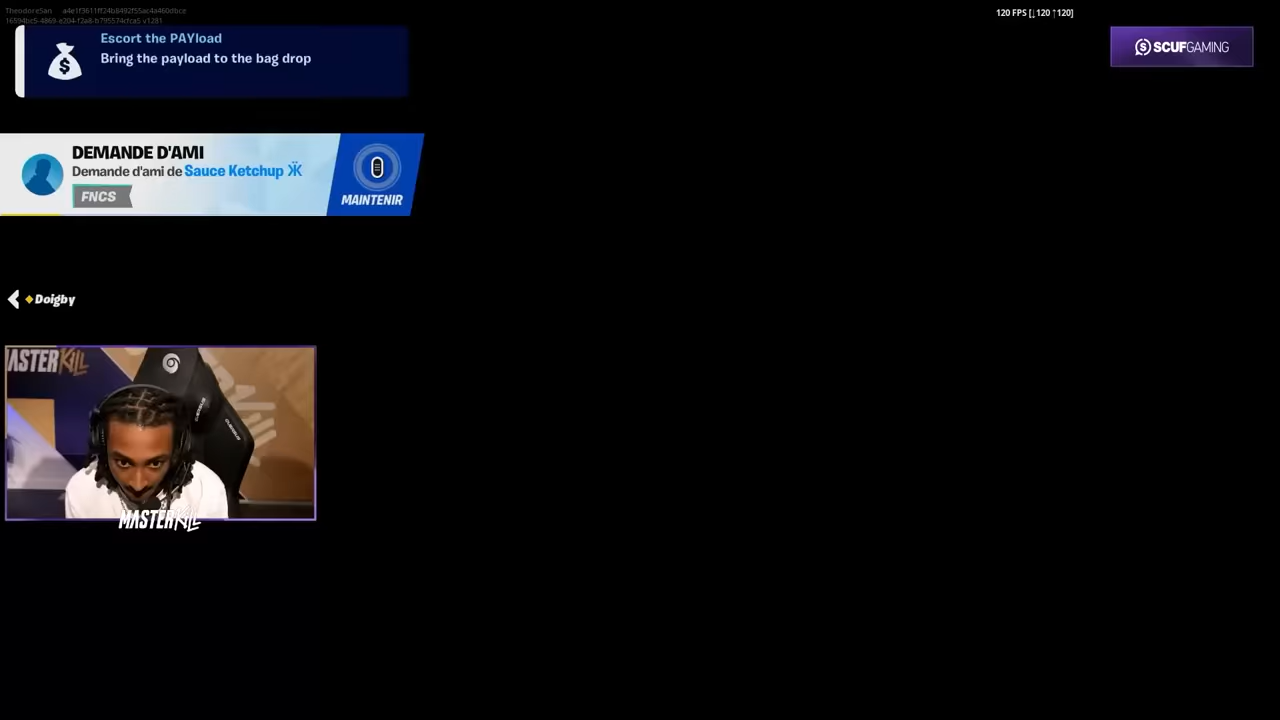 TheodoreSan
120 FPS [↓120 ↑120]
Escort the PAYload
Bring the payload to the bag drop
SCUFGAMING
DEMANDE D'AMI
Demande d'ami de Sauce Ketchup Ӝ
FNCS
MAINTENIR
Doigby
MASTERKILL
MASTERKILL